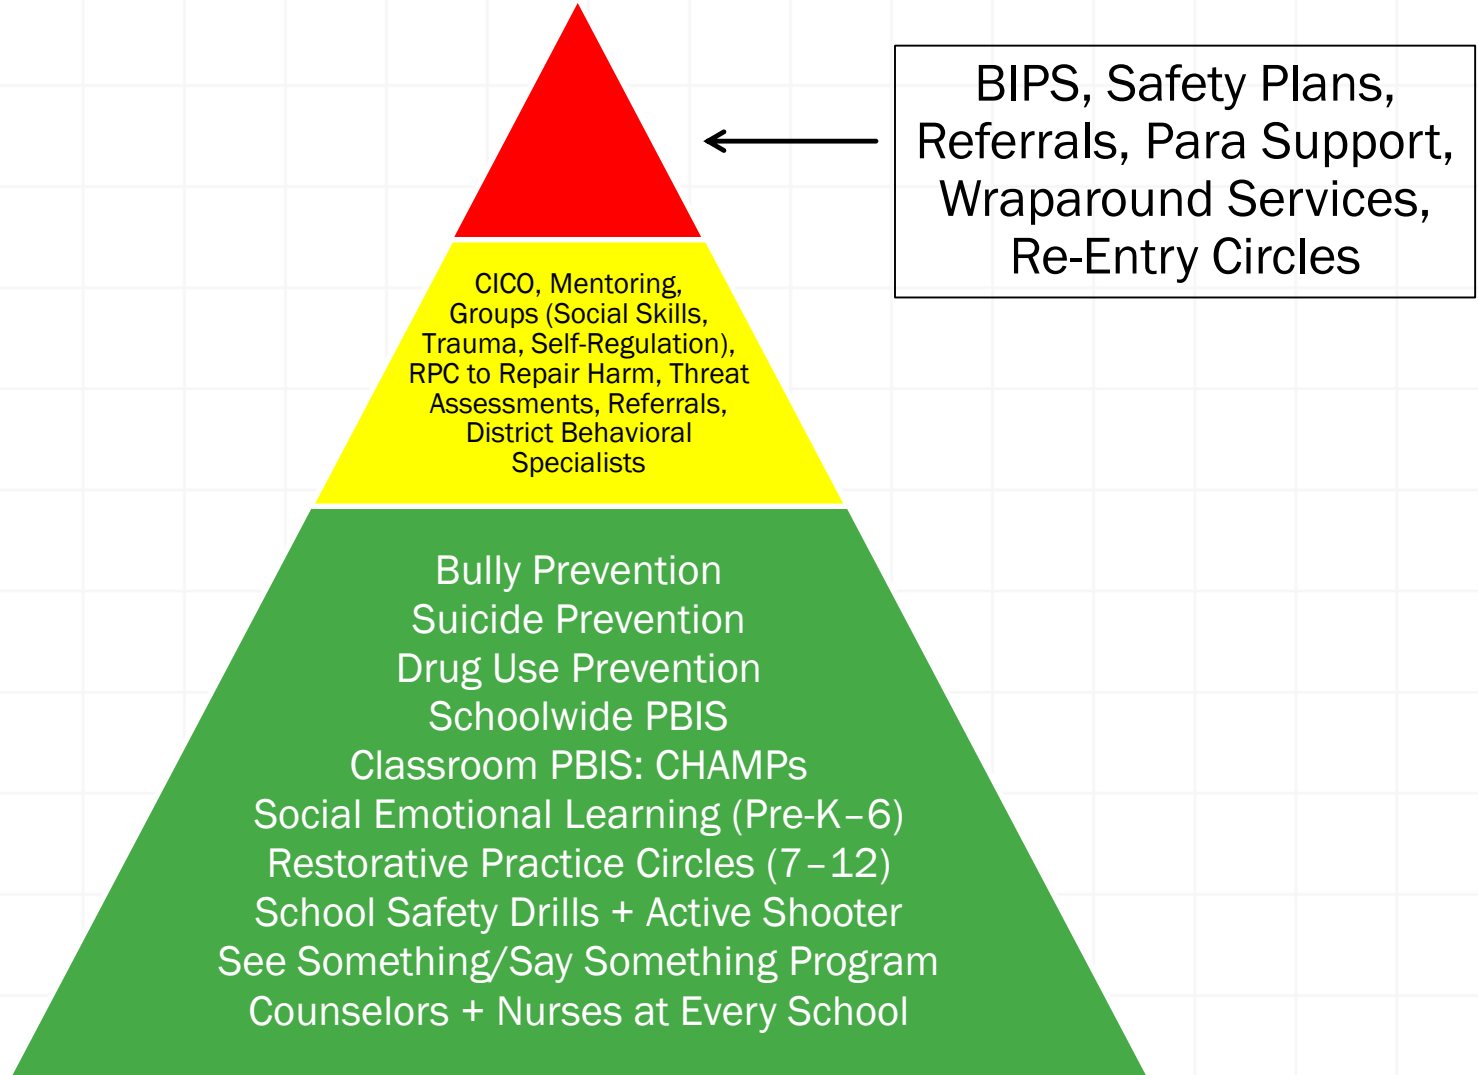 BIPS, Safety Plans,
Referrals, Para Support,
Wraparound Services,
Re-Entry Circles
CICO, Mentoring,
Groups (Social Skills,
Trauma, Self-Regulation),
RPC to Repair Harm, Threat
Assessments, Referrals,
District Behavioral
Specialists
Bully Prevention
Suicide Prevention
Drug Use Prevention
Schoolwide PBIS
Classroom PBIS: CHAMPs
Social Emotional Learning (Pre-K–6)
Restorative Practice Circles (7–12)
School Safety Drills + Active Shooter
See Something/Say Something Program
Counselors + Nurses at Every School